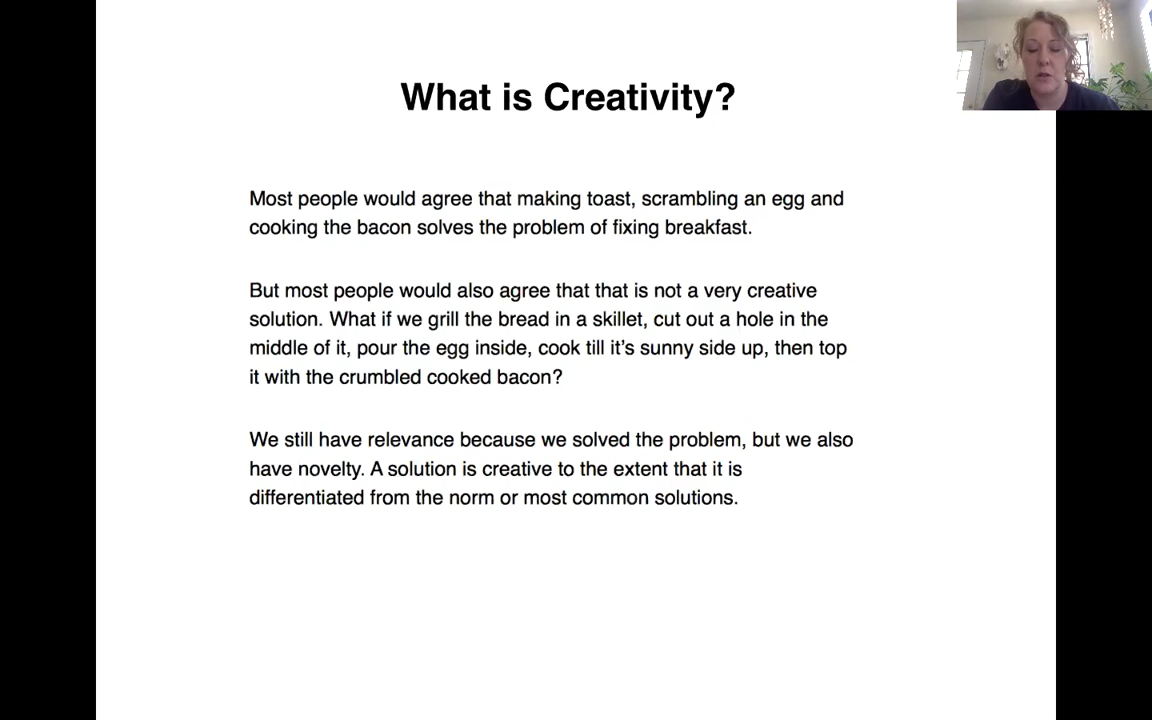 What is Creativity?
Most people would agree that making toast, scrambling an egg and
cooking the bacon solves the problem of fixing breakfast.
But most people would also agree that that is not a very creative
solution. What if we grill the bread in a skillet, cut out a hole in the
middle of it, pour the egg inside, cook till it’s sunny side up, then top
it with the crumbled cooked bacon?
We still have relevance because we solved the problem, but we also
have novelty. A solution is creative to the extent that it is
differentiated from the norm or most common solutions.